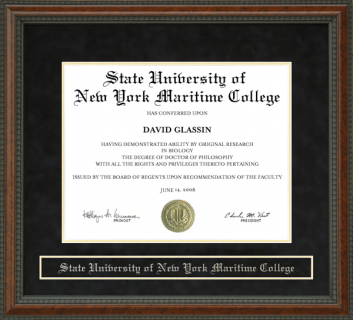 State University of
New York Maritime College
HAS CONFERRED UPON
DAVID GLASSIN
HAVING DEMONSTRATED ABILITY BY ORIGINAL RESEARCH
IN BIOLOGY
THE DEGREE OF DOCTOR OF PHILOSOPHY
WITH ALL THE RIGHTS AND PRIVILEGES THERETO PERTAINING
ISSUED BY THE BOARD OF REGENTS UPON RECOMMENDATION OF THE FACULTY
JUNE 14, 2008
PROVOST
PRESIDENT
State University of New York Maritime College